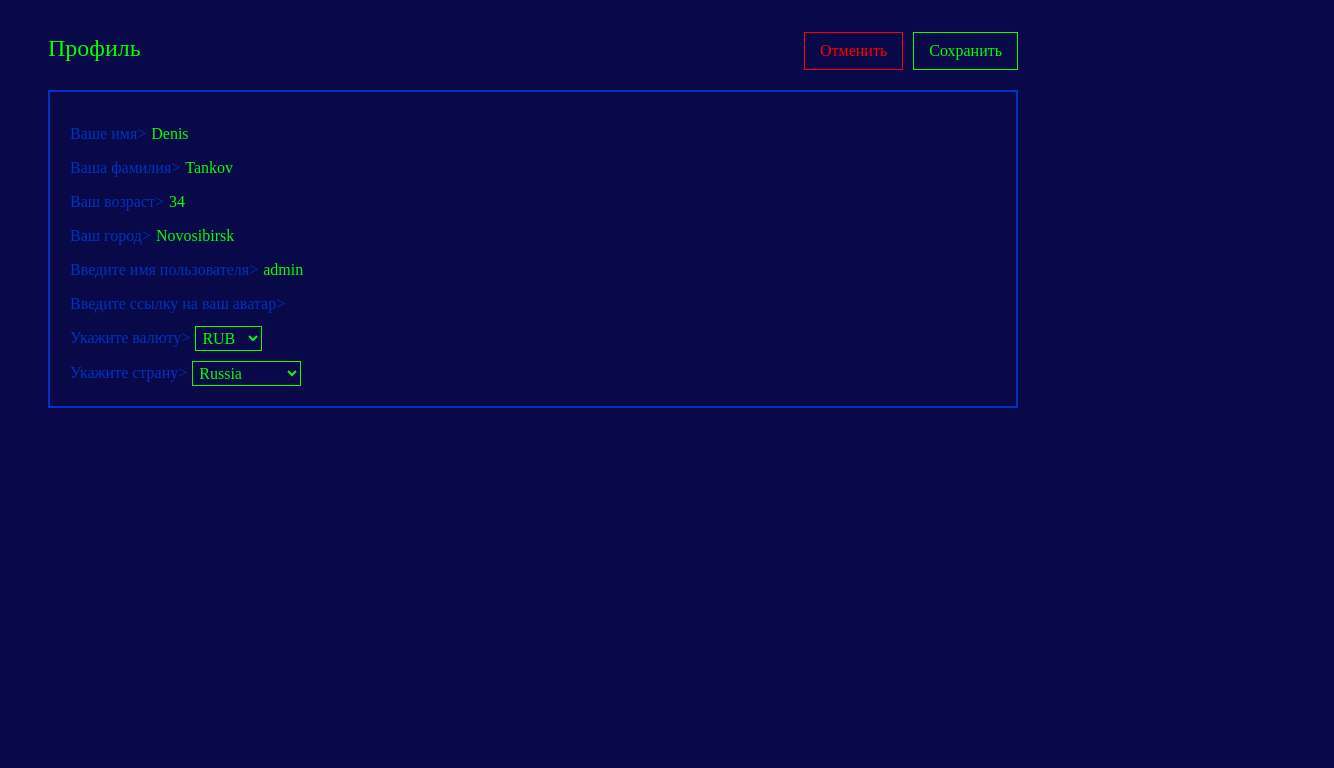 Профиль
Отменить
Сохранить
Ваше имя> Denis
Ваша фамилия> Tankov
Ваш возраст> 34
Ваш город> Novosibirsk
Введите имя пользователя> admin
Введите ссылку на ваш аватар>
Укажите валюту> RUB
Укажите страну> Russia